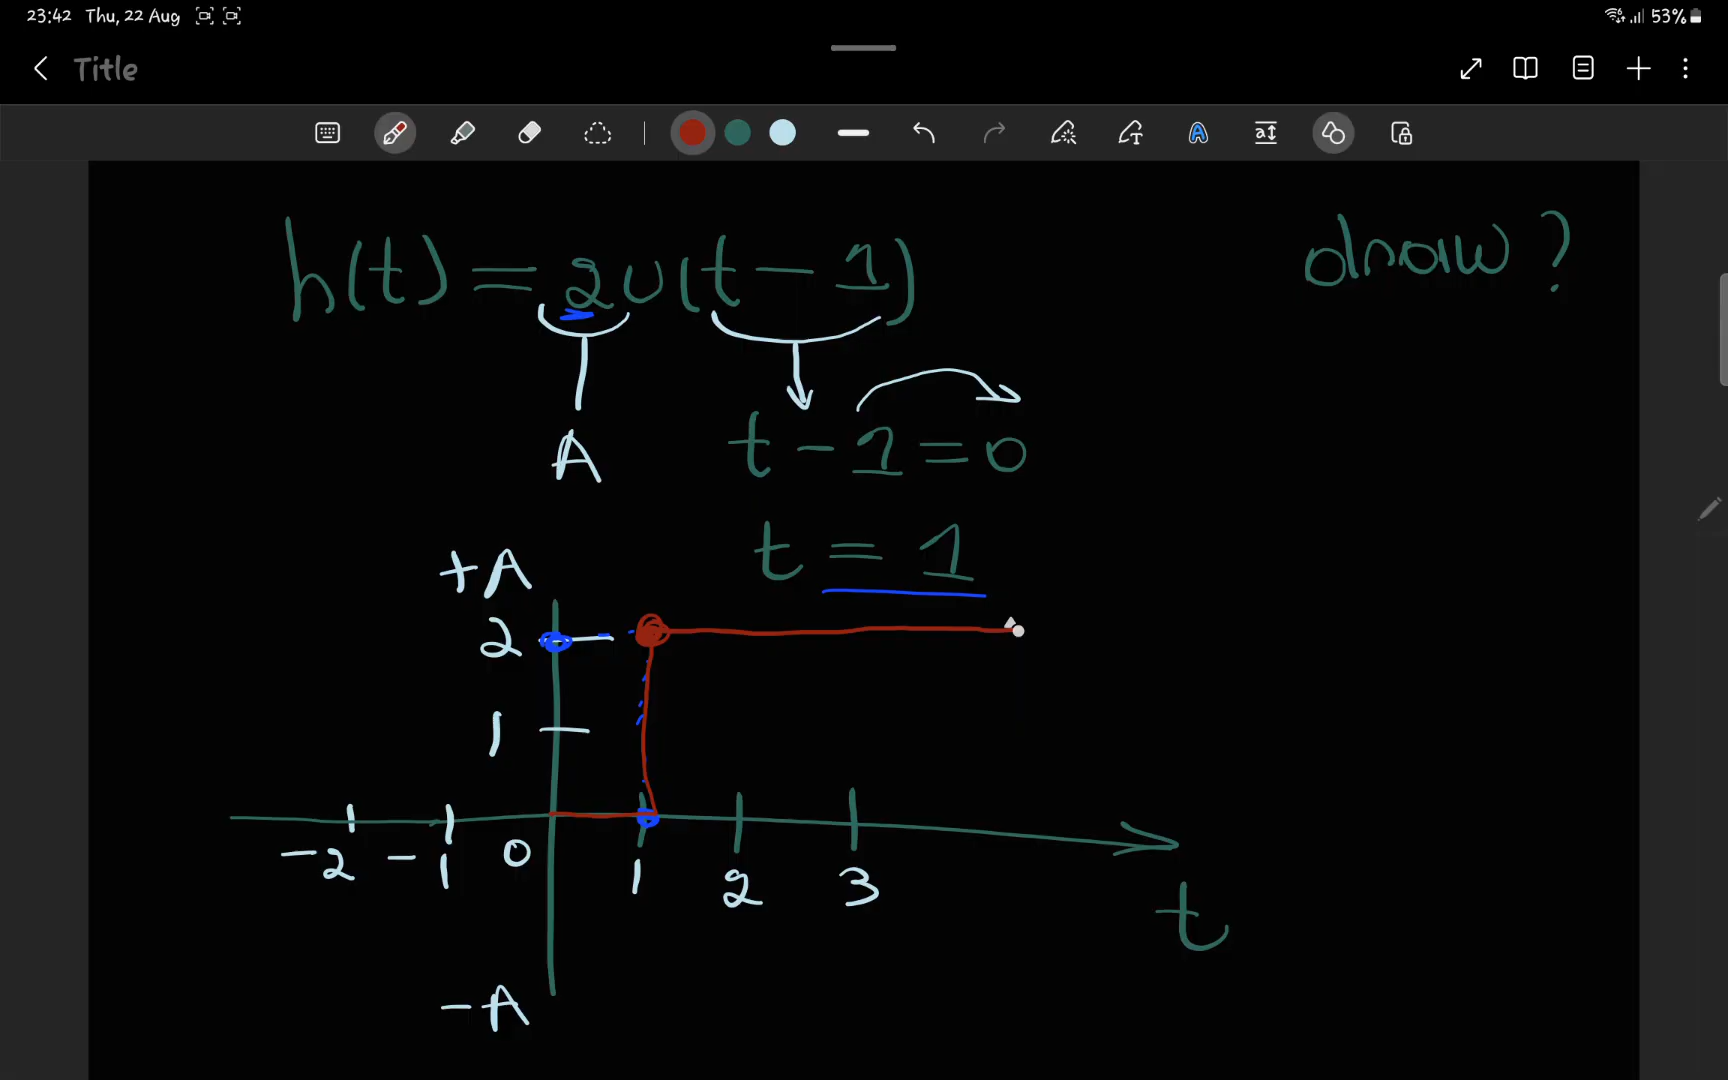 23:42 Thu, 22 Aug 53%
Title
h(t) = 2u(t - 1) draw?
A t - 1 = 0
t = 1
+A
2
1
-2 -1 0 1 2 3
t
-A